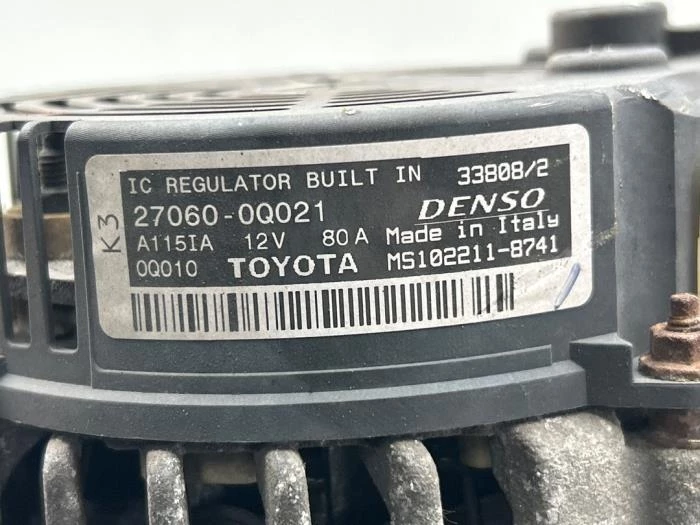 IC REGULATOR BUILT IN 33808/2
K3
27060-0Q021 DENSO
A115IA 12V 80A Made in Italy
0Q010 TOYOTA MS102211-8741